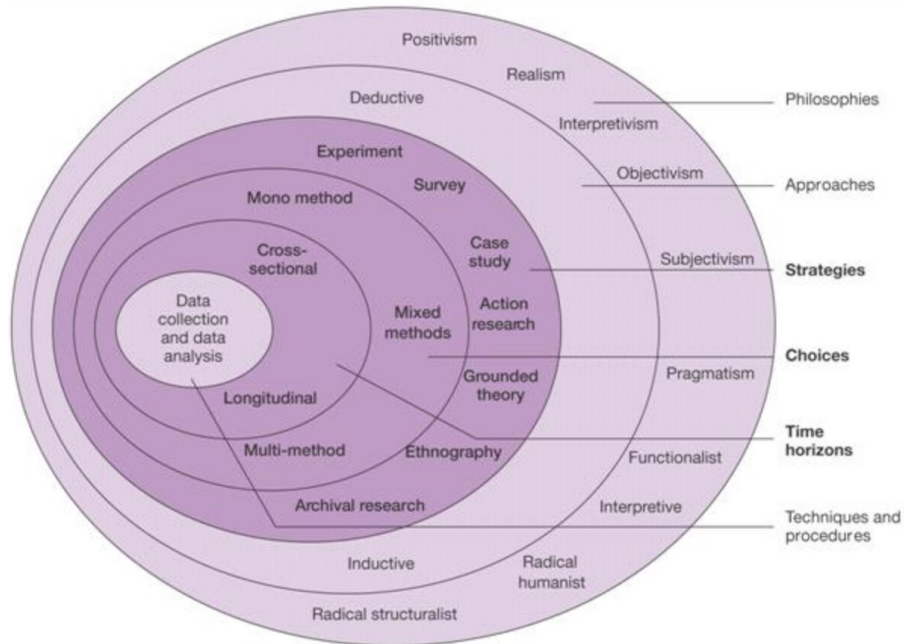 Positivism
Realism
Philosophies
Deductive
Interpretivism
Experiment
Objectivism
Approaches
Survey
Mono method
Case
study
Subjectivism
Strategies
Cross-
sectional
Data
collection
and data
analysis
Mixed
methods
Action
research
Choices
Grounded
theory
Pragmatism
Longitudinal
Time
horizons
Multi-method
Ethnography
Functionalist
Archival research
Interpretive
Techniques and
procedures
Inductive
Radical
humanist
Radical structuralist